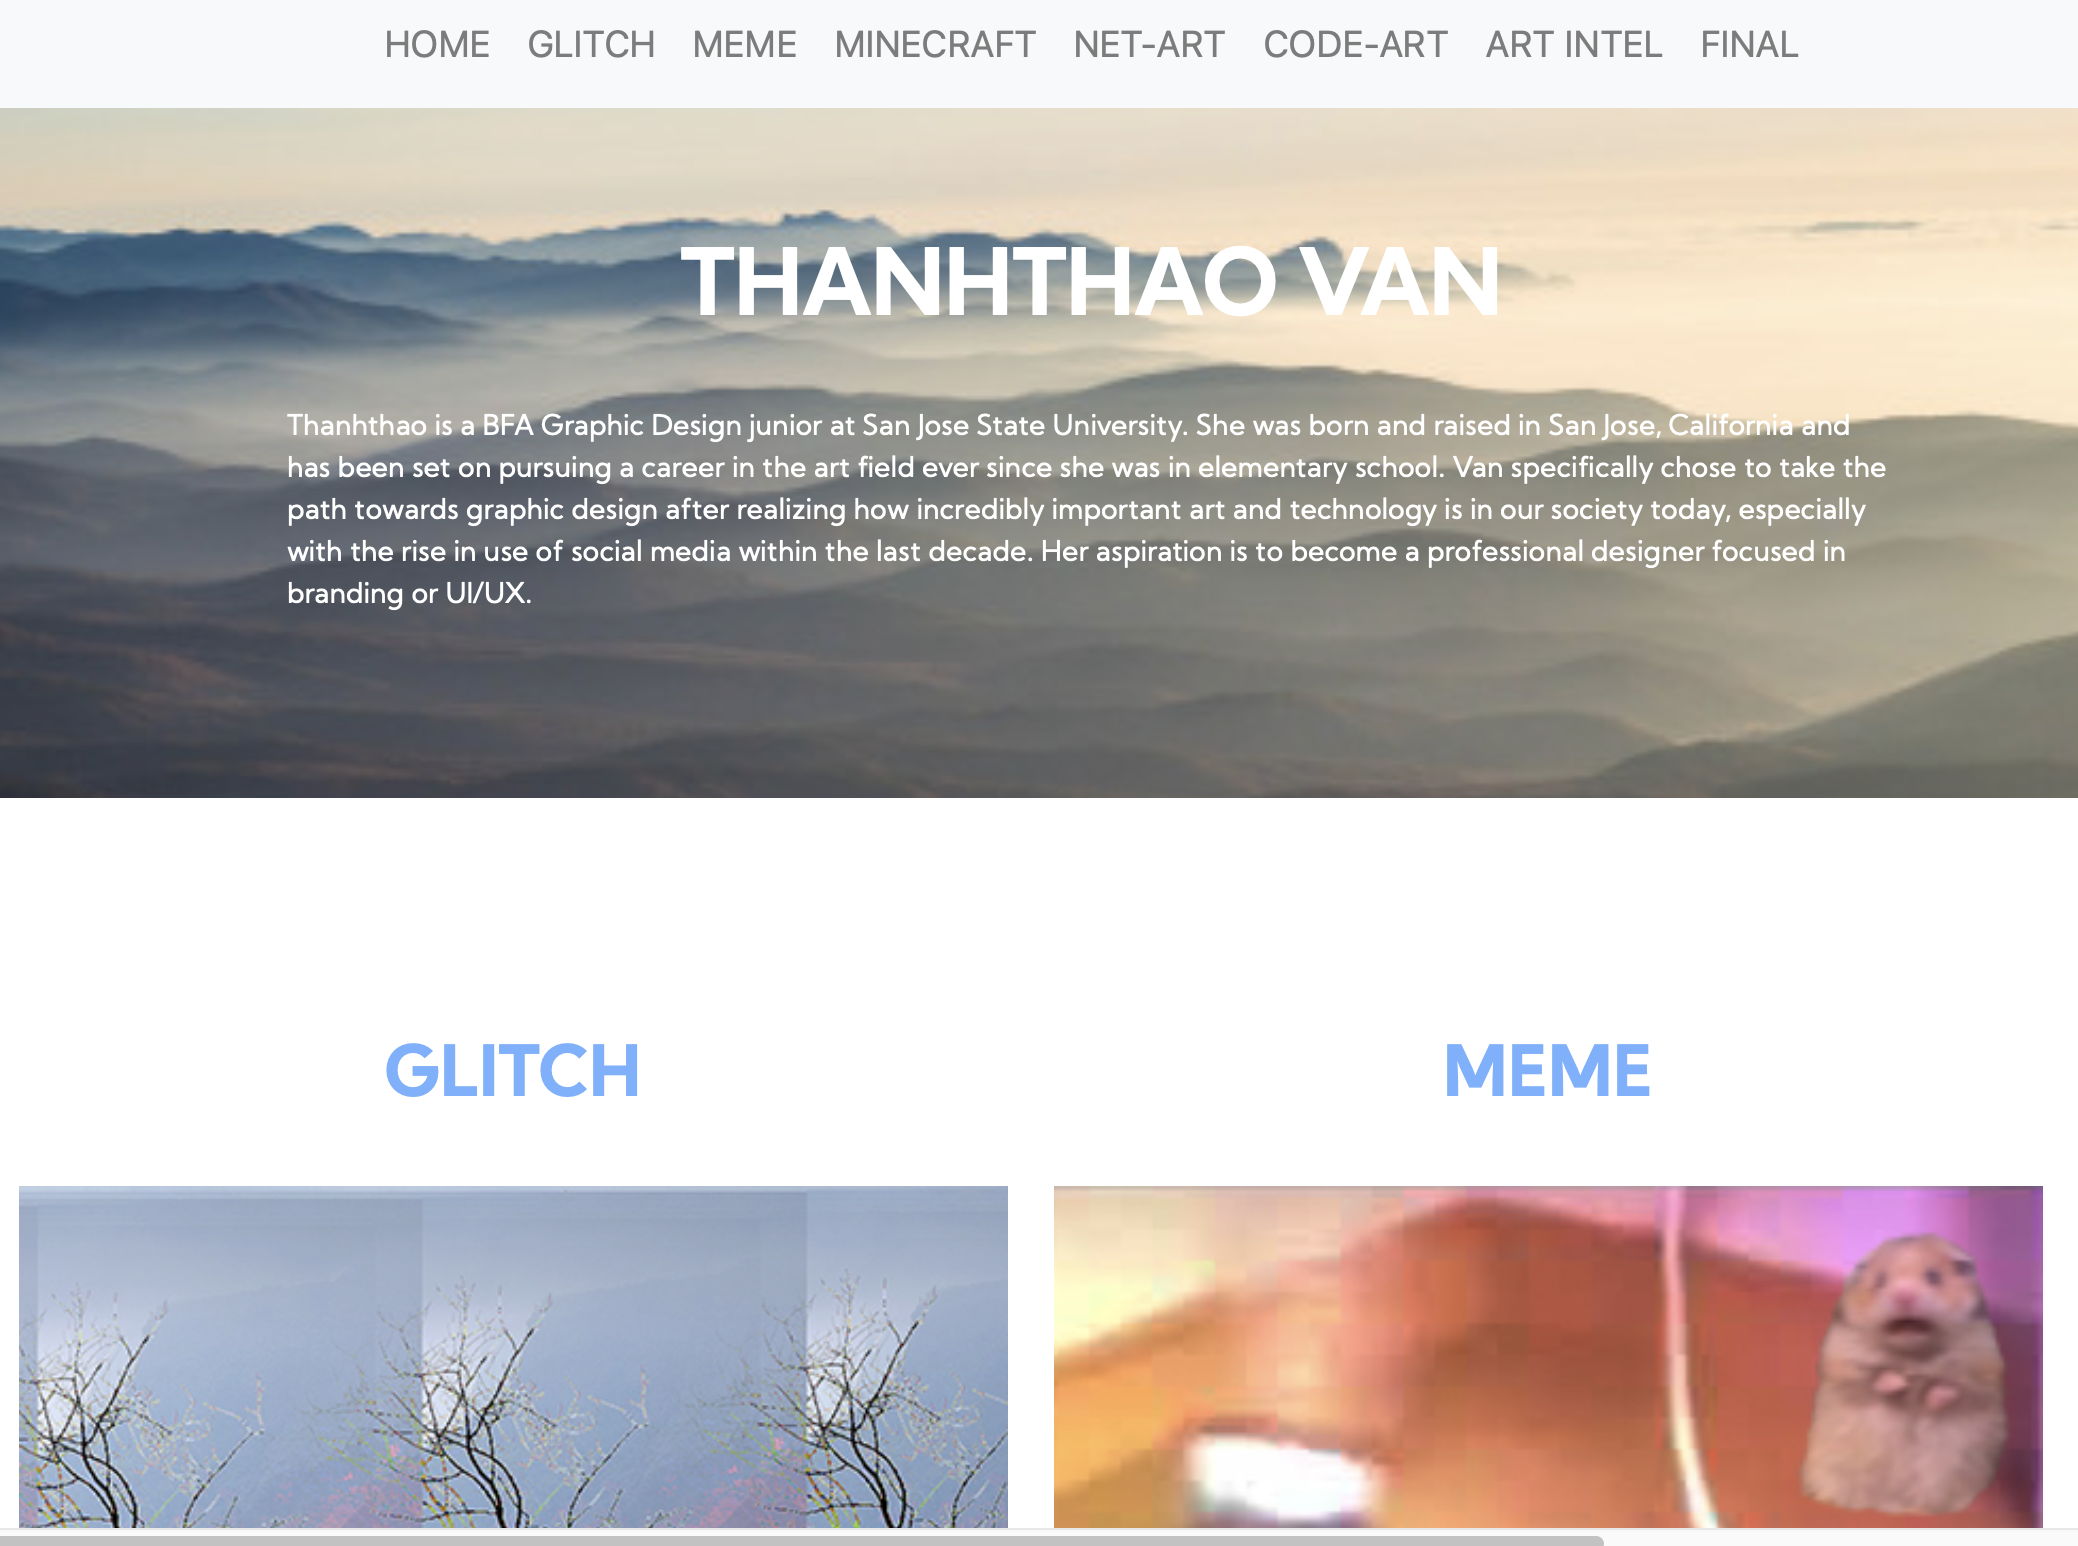 HOME GLITCH MEME MINECRAFT NET-ART CODE-ART ART INTEL FINAL
THANHTHAO VAN
Thanhthao is a BFA Graphic Design junior at San Jose State University. She was born and raised in San Jose, California and
has been set on pursuing a career in the art field ever since she was in elementary school. Van specifically chose to take the
path towards graphic design after realizing how incredibly important art and technology is in our society today, especially
with the rise in use of social media within the last decade. Her aspiration is to become a professional designer focused in
branding or UI/UX.
GLITCH
MEME